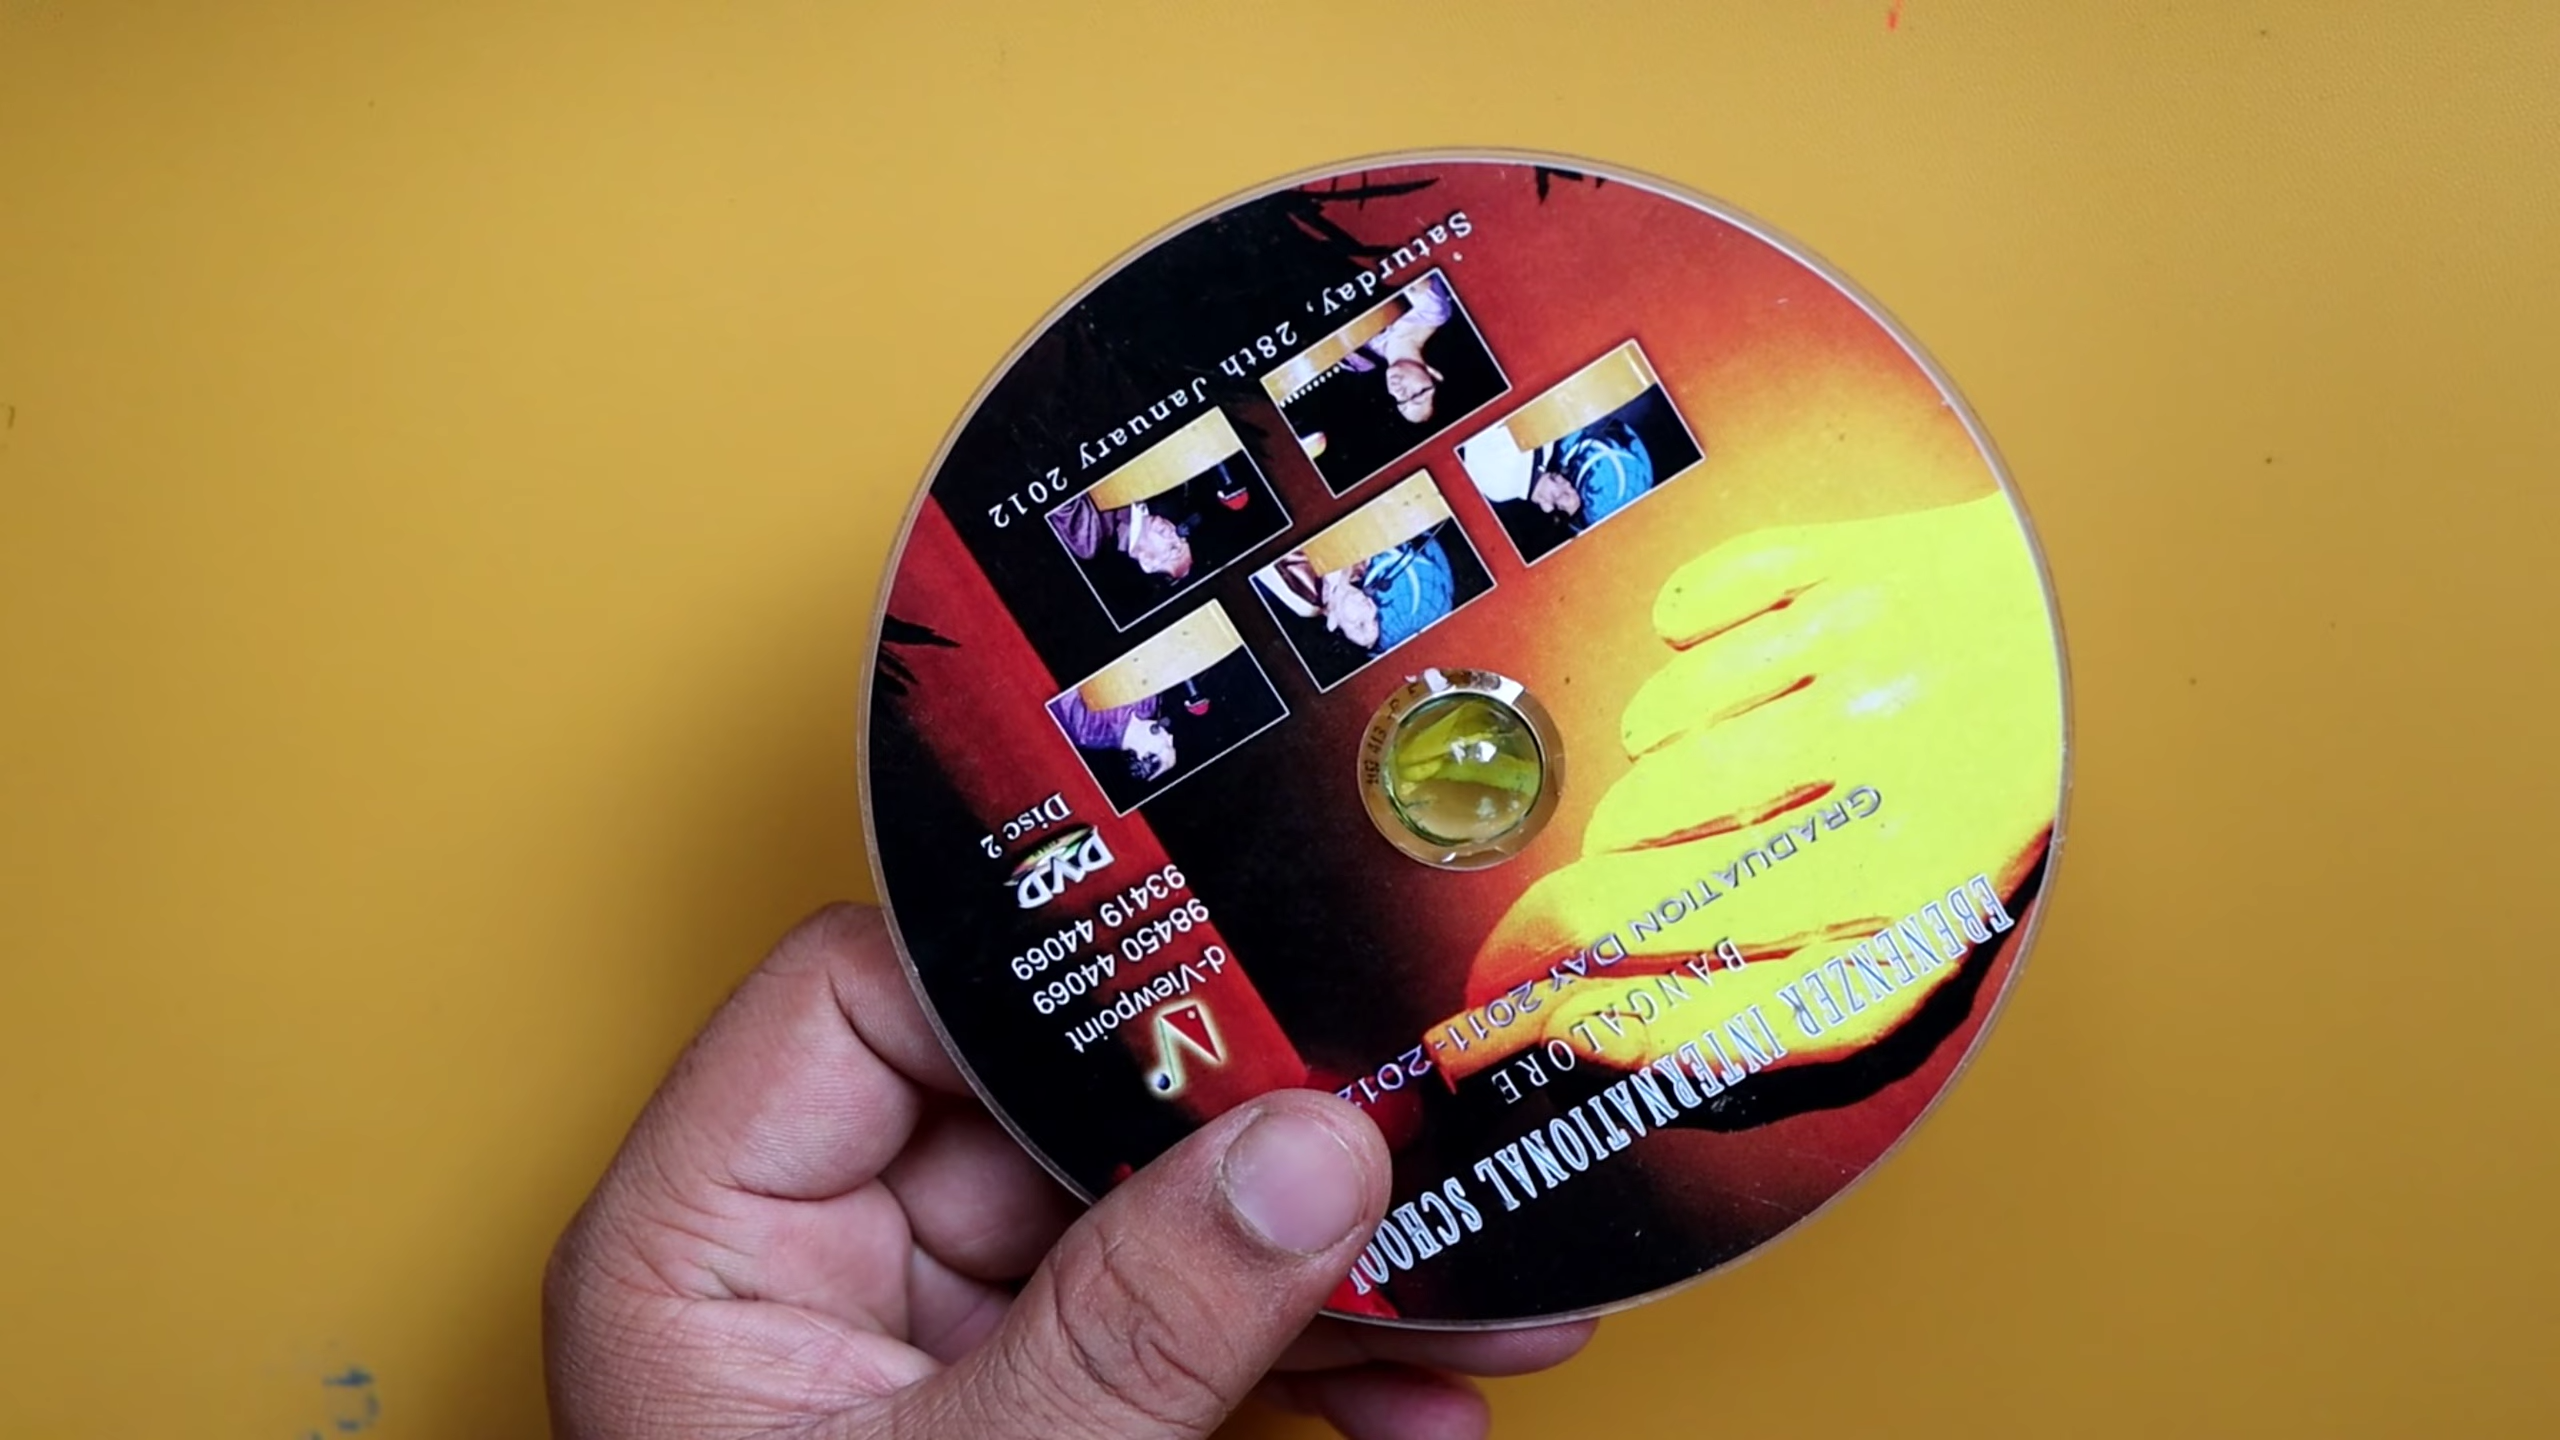 EBENENZER INTERNATIONAL SCHOOL
BANGALORE
GRADUATION DAY 2011-2012
d-Viewpoint
98450 44069
93419 44069
DVD
Disc 2
Saturday, 28th January 2012